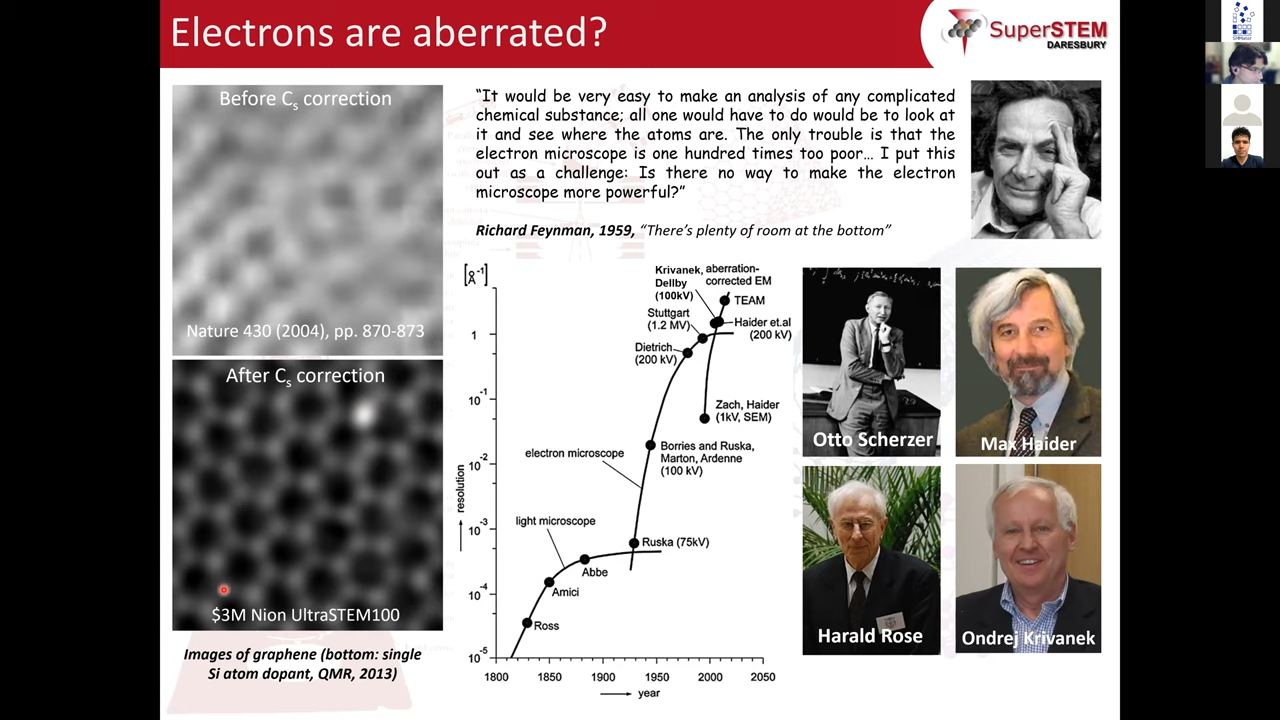 Electrons are aberrated?
SuperSTEM
DARESBURY
Before Cs correction
Nature 430 (2004), pp. 870-873
After Cs correction
$3M Nion UltraSTEM100
Images of graphene (bottom: single
Si atom dopant, QMR, 2013)
“It would be very easy to make an analysis of any complicated
chemical substance; all one would have to do would be to look at
it and see where the atoms are. The only trouble is that the
electron microscope is one hundred times too poor… I put this
out as a challenge: Is there no way to make the electron
microscope more powerful?”
Richard Feynman, 1959, “There’s plenty of room at the bottom”
[Å-1]
1
10-1
10-2
10-3
10-4
10-5
resolution
1800
1850
1900
1950
2000
2050
year
Krivanek,
Dellby
(100kV)
aberration-
corrected EM
TEAM
Stuttgart
(1.2 MV)
Haider et.al
(200 kV)
Dietrich
(200 kV)
Zach, Haider
(1kV, SEM)
electron microscope
Borries and Ruska,
Marton, Ardenne
(100 kV)
light microscope
Ruska (75kV)
Abbe
Amici
Ross
Otto Scherzer
Max Haider
Harald Rose
Ondrej Krivanek